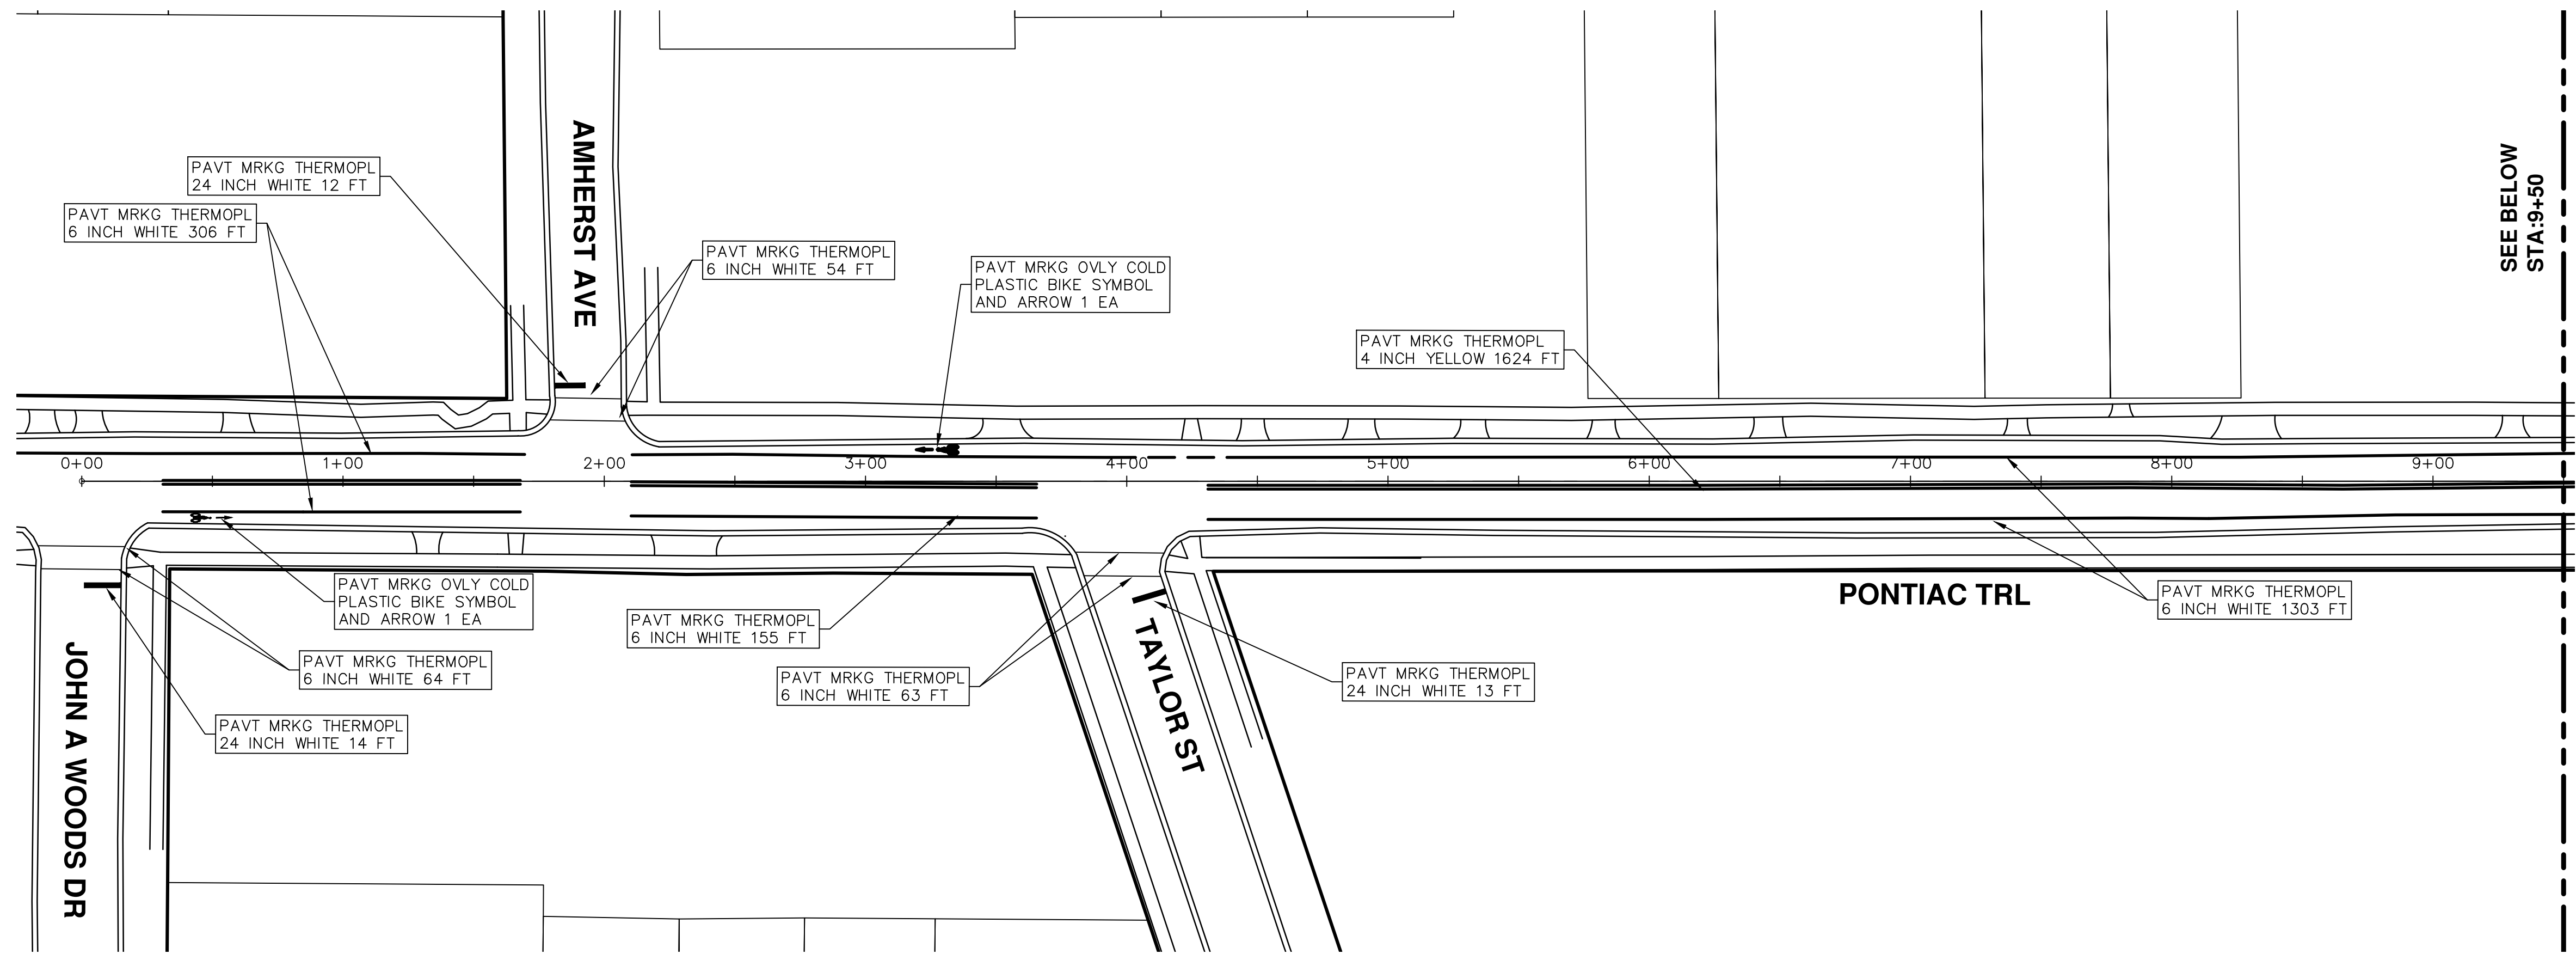 PAVT MRKG THERMOPL
24 INCH WHITE 12 FT
PAVT MRKG THERMOPL
6 INCH WHITE 306 FT
AMHERST AVE
PAVT MRKG THERMOPL
6 INCH WHITE 54 FT
PAVT MRKG OVLY COLD
PLASTIC BIKE SYMBOL
AND ARROW 1 EA
PAVT MRKG THERMOPL
4 INCH YELLOW 1624 FT
SEE BELOW
STA:9+50
0+00
1+00
2+00
3+00
4+00
5+00
6+00
7+00
8+00
9+00
PAVT MRKG OVLY COLD
PLASTIC BIKE SYMBOL
AND ARROW 1 EA
PAVT MRKG THERMOPL
6 INCH WHITE 155 FT
PONTIAC TRL
PAVT MRKG THERMOPL
6 INCH WHITE 1303 FT
JOHN A WOODS DR
PAVT MRKG THERMOPL
6 INCH WHITE 64 FT
PAVT MRKG THERMOPL
6 INCH WHITE 63 FT
TAYLOR ST
PAVT MRKG THERMOPL
24 INCH WHITE 13 FT
PAVT MRKG THERMOPL
24 INCH WHITE 14 FT